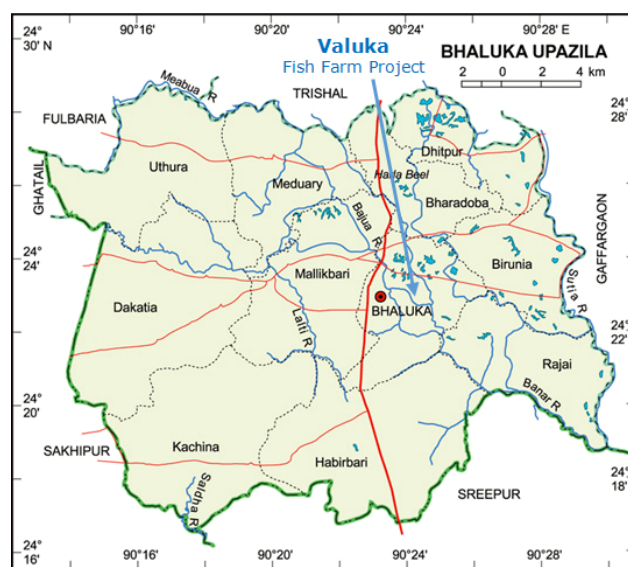 24°
30´ N
90°16´
90°20´
90°24´
90°28´ E
Valuka
Fish Farm Project
BHALUKA UPAZILA
2 0 2 4 km
Meabua R
TRISHAL
FULBARIA
24°
28´
GHATAIL
Uthura
Meduary
Dhitpur
Bharadoba
Bajua R
GAFFARGAON
24°
24´
Mallikbari
Birunia
Dakatia
Lalti R
BHALUKA
Sutia R
24°
22´
Rajai
Banar R
24°
20´
SAKHIPUR
Kachina
Habirbari
24°
18´
Saldha R
SREEPUR
24°
16´
90°16´
90°20´
90°24´
90°28´